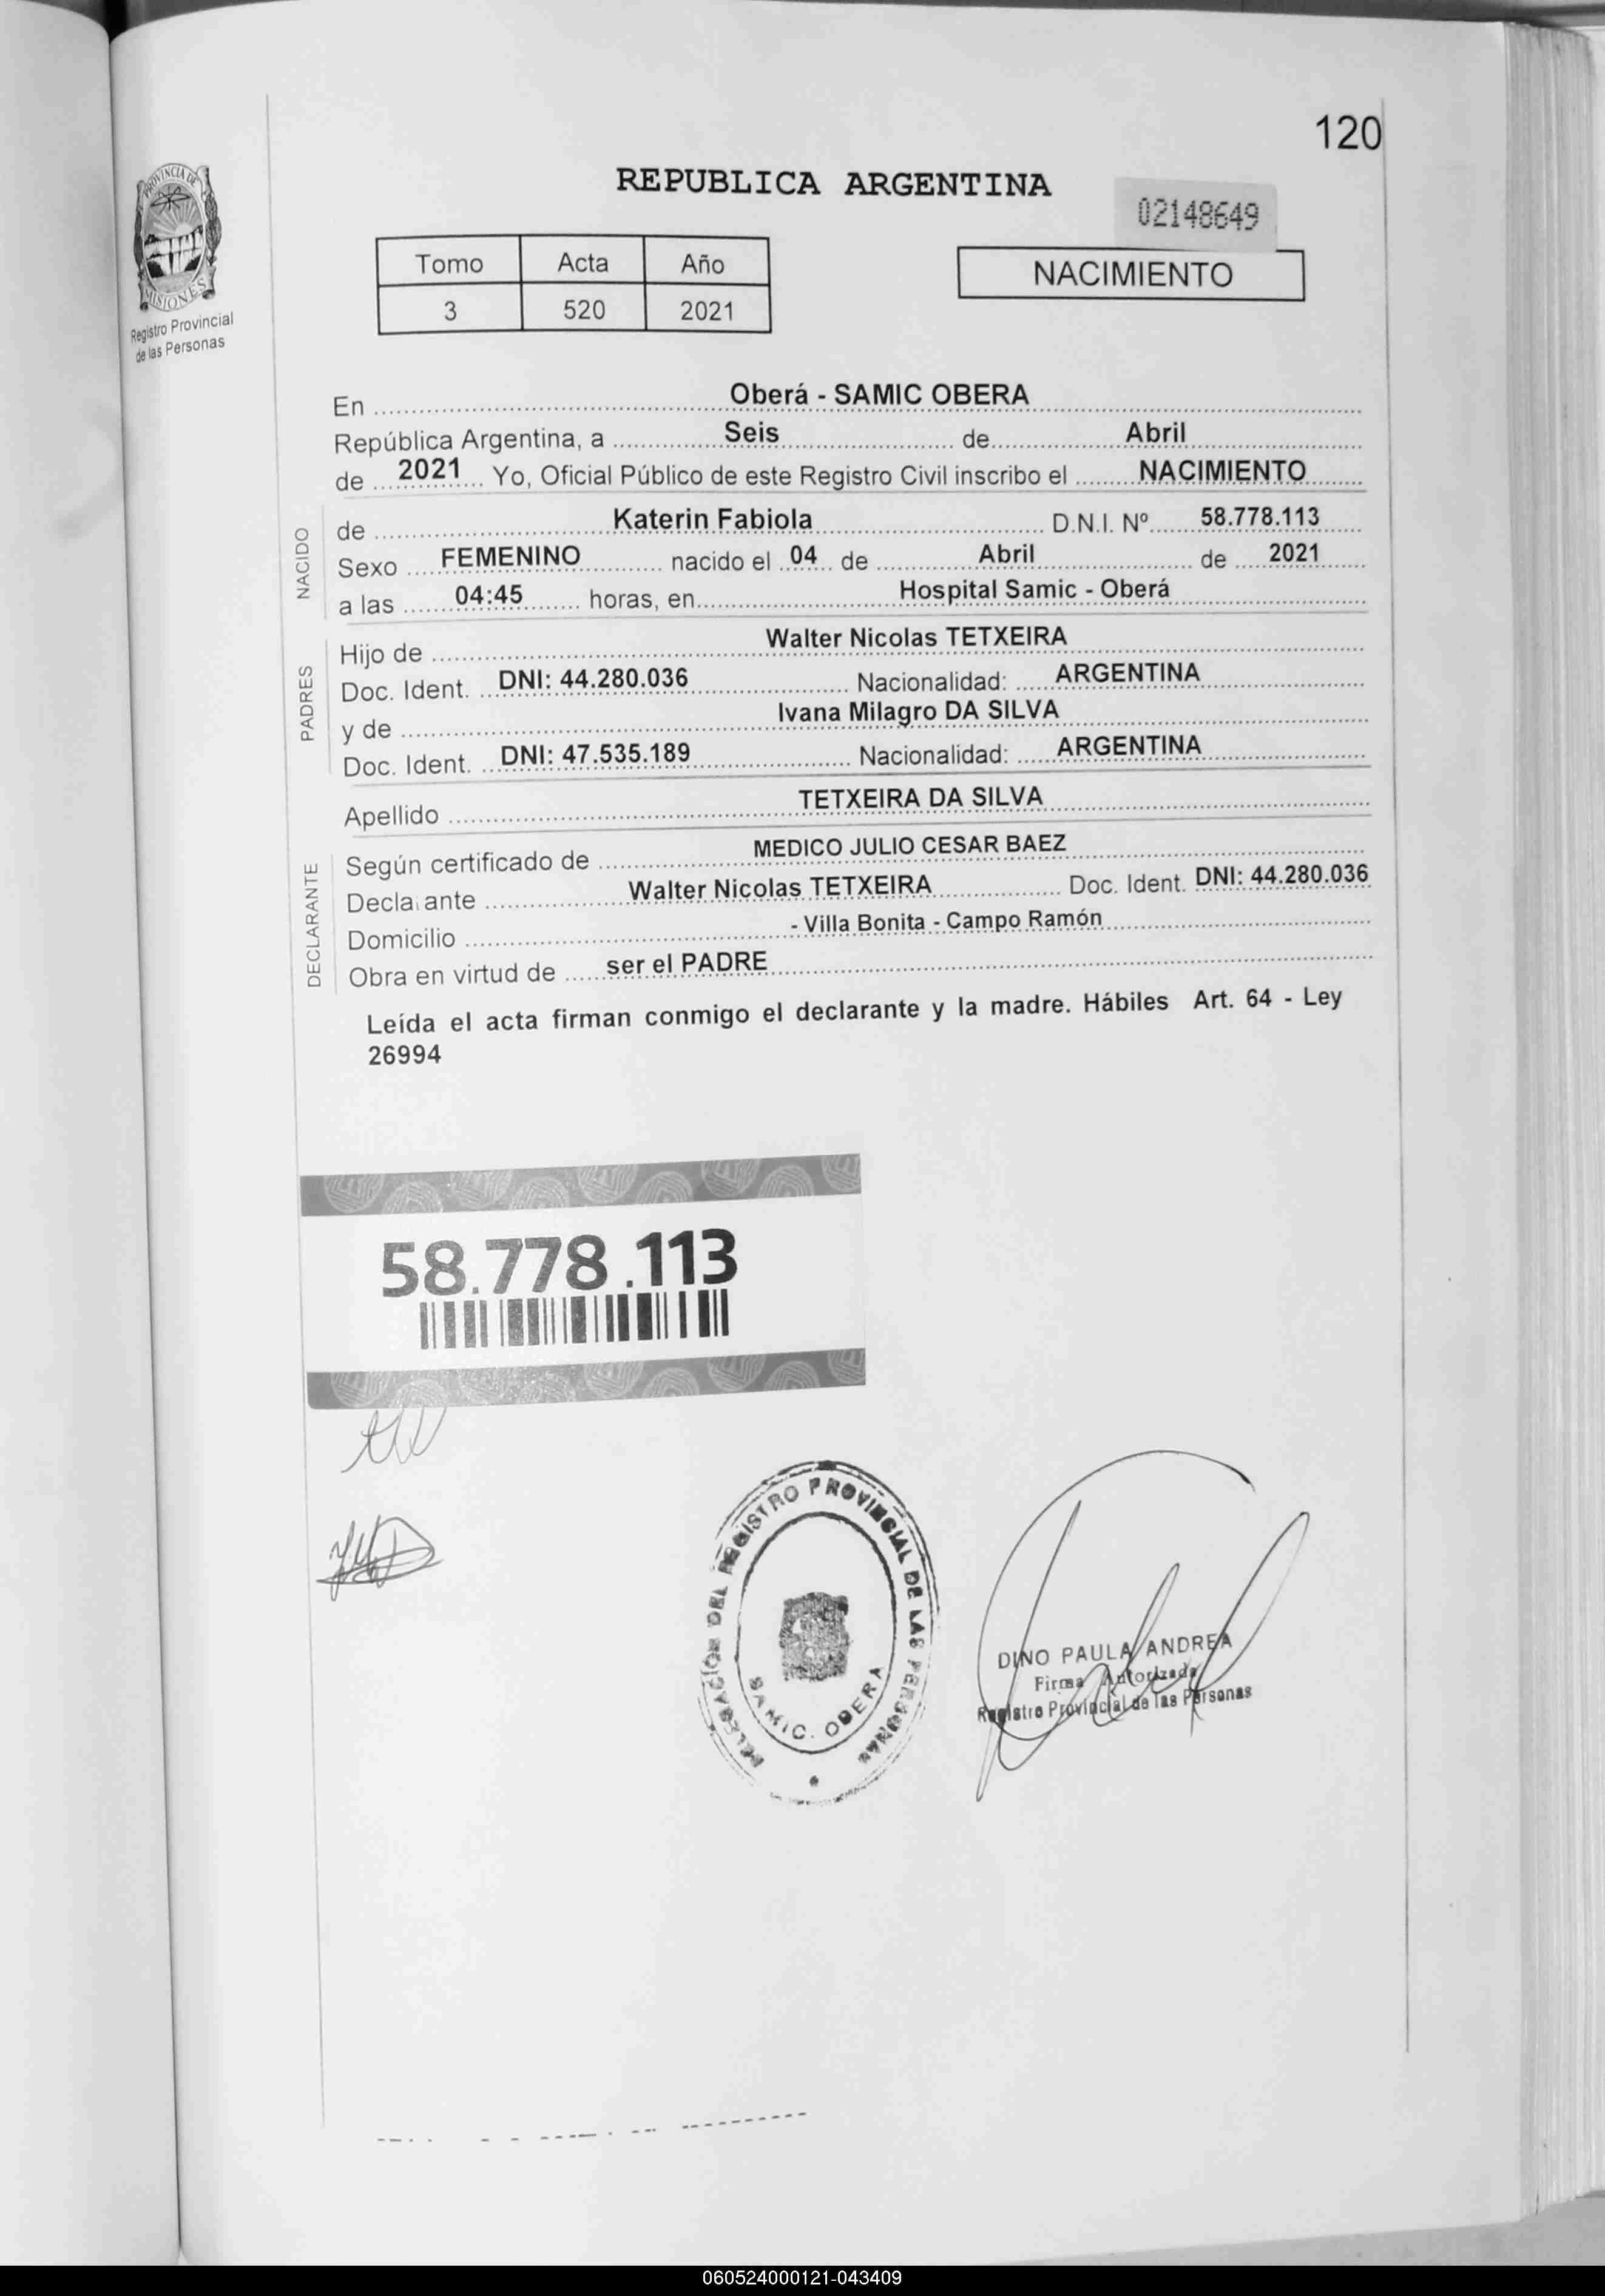 120
PROVINCIA DE
MISIONES
Registro Provincial
de las Personas
REPUBLICA ARGENTINA
02148649
Tomo Acta Año
3 520 2021
NACIMIENTO
En Oberá - SAMIC OBERA
República Argentina, a Seis de Abril
de 2021 Yo, Oficial Público de este Registro Civil inscribo el NACIMIENTO
NACIDO
de Katerin Fabiola D.N.I. Nº 58.778.113
Sexo FEMENINO nacido el 04 de Abril de 2021
a las 04:45 horas, en Hospital Samic - Oberá
PADRES
Hijo de Walter Nicolas TETXEIRA
Doc. Ident. DNI: 44.280.036 Nacionalidad: ARGENTINA
y de Ivana Milagro DA SILVA
Doc. Ident. DNI: 47.535.189 Nacionalidad: ARGENTINA
Apellido TETXEIRA DA SILVA
DECLARANTE
Según certificado de MEDICO JULIO CESAR BAEZ
Declarante Walter Nicolas TETXEIRA Doc. Ident. DNI: 44.280.036
Domicilio - Villa Bonita - Campo Ramón
Obra en virtud de ser el PADRE
Leída el acta firman conmigo el declarante y la madre. Hábiles Art. 64 - Ley
26994
58.778.113
DELEGACIÓN DEL REGISTRO PROVINCIAL DE LAS PERSONAS
SAMIC. OBERA
DINO PAULA ANDREA
Firma Autorizada
Registro Provincial de las Personas
060524000121-043409